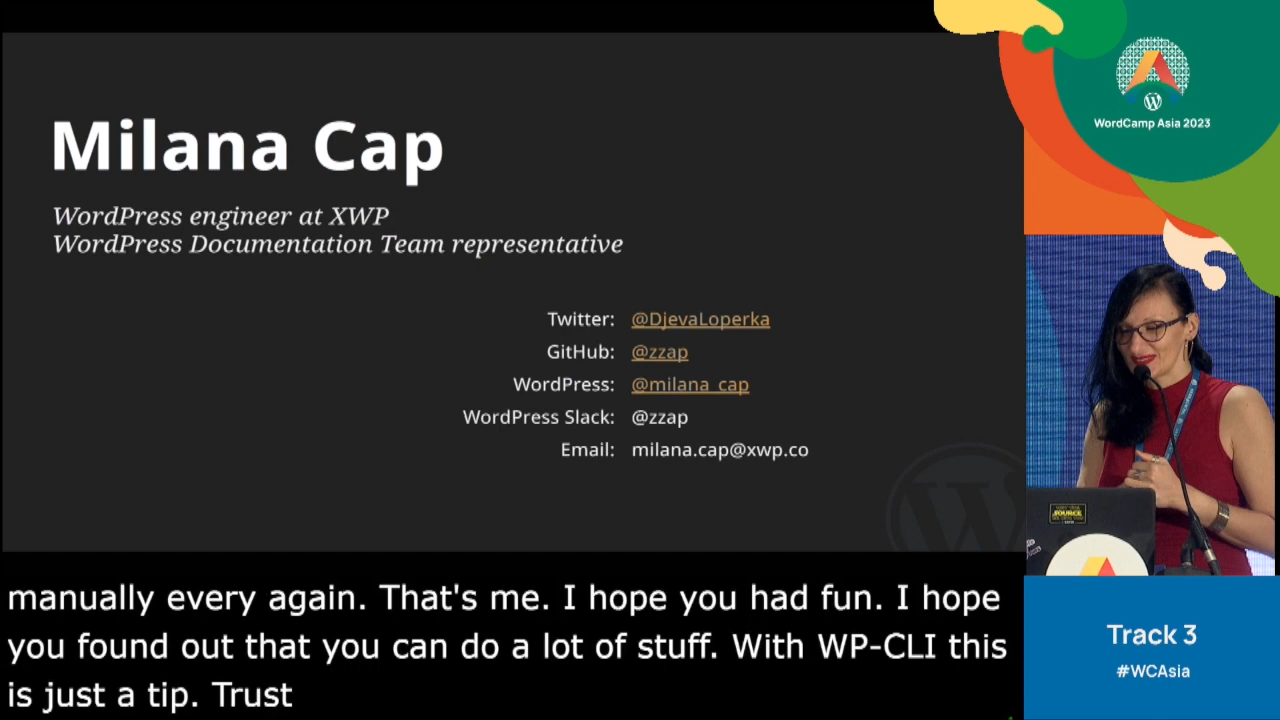 Milana Cap
WordPress engineer at XWP
WordPress Documentation Team representative
Twitter: @DjevaLoperka
GitHub: @zzap
WordPress: @milana_cap
WordPress Slack: @zzap
Email: milana.cap@xwp.co
WordCamp Asia 2023
SOURCE
manually every again. That's me. I hope you had fun. I hope
you found out that you can do a lot of stuff. With WP-CLI this
is just a tip. Trust
Track 3
#WCAsia